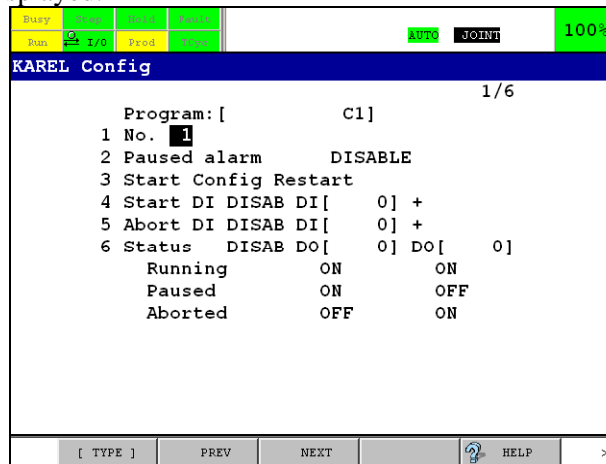 splayed.
Busy Step Hold Fault
Run I/O Prod TCyc
AUTO JOINT 100%
KAREL Config
1/6
Program:[ C1]
1 No. 1
2 Paused alarm DISABLE
3 Start Config Restart
4 Start DI DISAB DI[ 0] +
5 Abort DI DISAB DI[ 0] +
6 Status DISAB DO[ 0] DO[ 0]
Running ON ON
Paused ON OFF
Aborted OFF ON
[ TYPE ] PREV NEXT HELP >